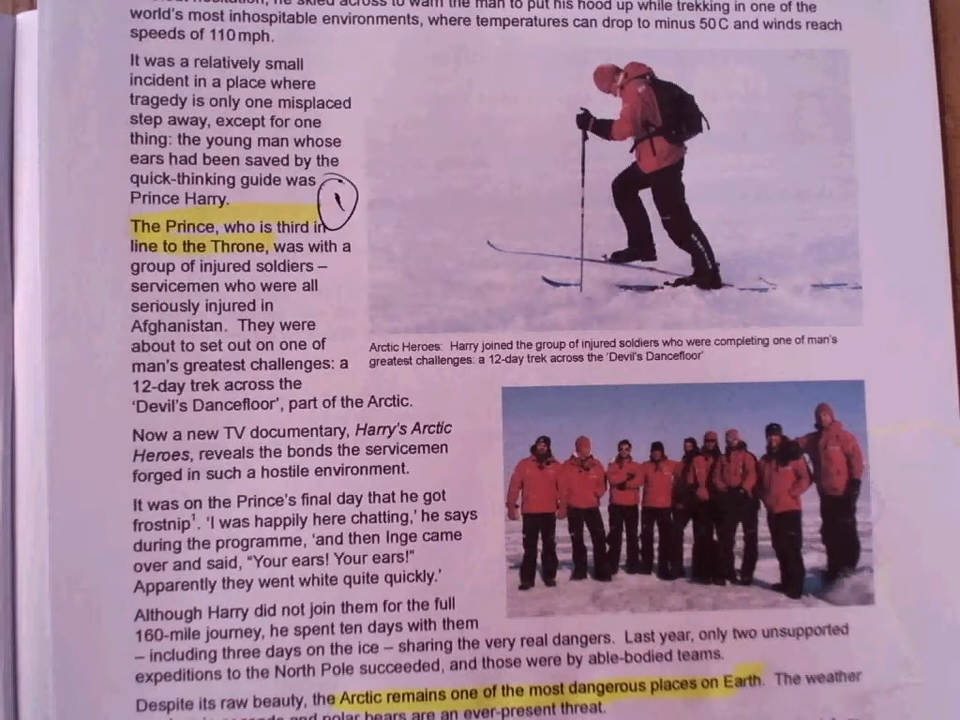 he skied across to warn the man to put his hood up while trekking in one of the
world's most inhospitable environments, where temperatures can drop to minus 50C and winds reach
speeds of 110mph.
It was a relatively small
incident in a place where
tragedy is only one misplaced
step away, except for one
thing: the young man whose
ears had been saved by the
quick-thinking guide was
Prince Harry.
The Prince, who is third in
line to the Throne, was with a
group of injured soldiers –
servicemen who were all
seriously injured in
Afghanistan. They were
about to set out on one of
man's greatest challenges: a
12-day trek across the
'Devil's Dancefloor', part of the Arctic.
Arctic Heroes: Harry joined the group of injured soldiers who were completing one of man's
greatest challenges: a 12-day trek across the 'Devil's Dancefloor'
Now a new TV documentary, Harry's Arctic
Heroes, reveals the bonds the servicemen
forged in such a hostile environment.
It was on the Prince's final day that he got
frostnip¹. 'I was happily here chatting,' he says
during the programme, 'and then Inge came
over and said, "Your ears! Your ears!"
Apparently they went white quite quickly.'
Although Harry did not join them for the full
160-mile journey, he spent ten days with them
– including three days on the ice – sharing the very real dangers. Last year, only two unsupported
expeditions to the North Pole succeeded, and those were by able-bodied teams.
Despite its raw beauty, the Arctic remains one of the most dangerous places on Earth. The weather
and polar bears are an ever-present threat.